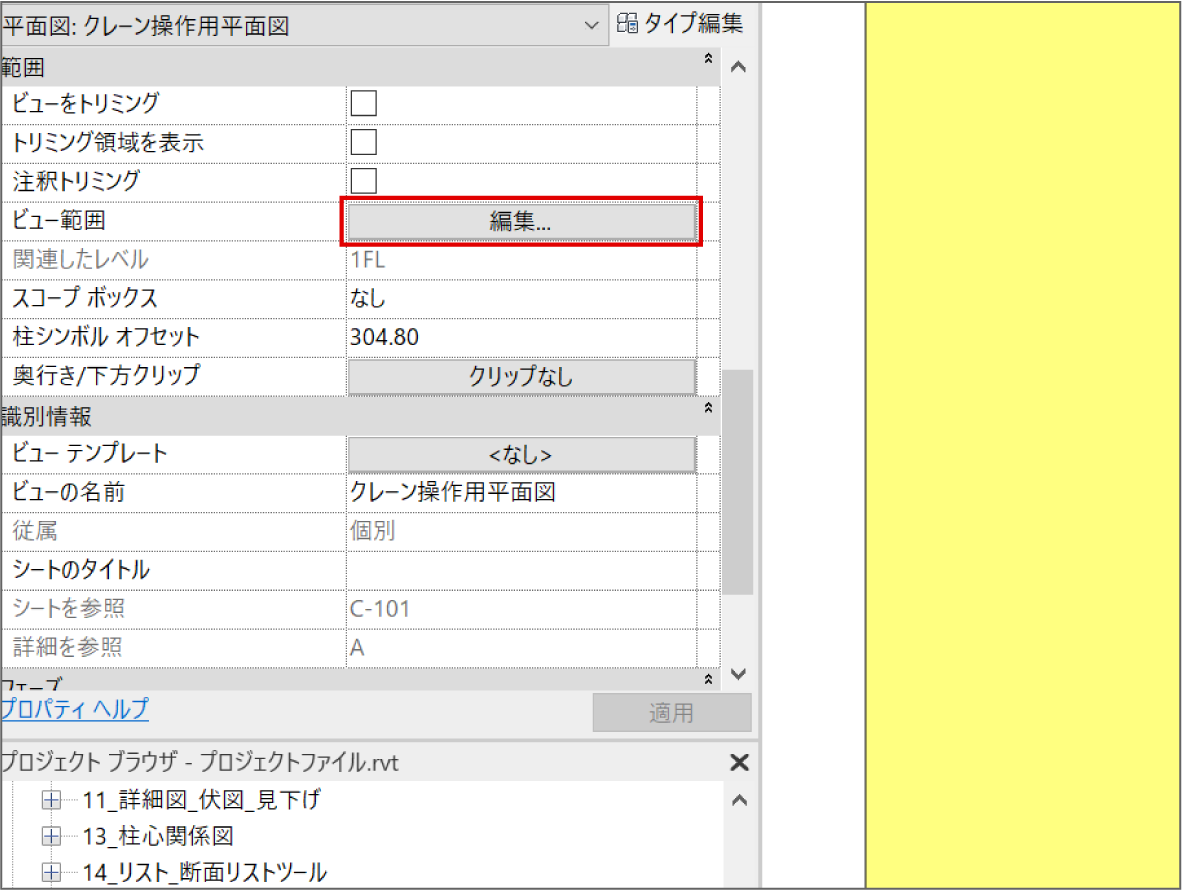 平面図: クレーン操作用平面図 タイプ編集
範囲
ビューをトリミング
トリミング領域を表示
注釈トリミング
ビュー範囲 編集...
関連したレベル 1FL
スコープ ボックス なし
柱シンボル オフセット 304.80
奥行き/下方クリップ クリップなし
識別情報
ビュー テンプレート <なし>
ビューの名前 クレーン操作用平面図
従属 個別
シートのタイトル
シートを参照 C-101
詳細を参照 A
フェーズ
プロパティ ヘルプ 適用
プロジェクト ブラウザ - プロジェクトファイル.rvt
11_詳細図_伏図_見下げ
13_柱心関係図
14_リスト_断面リストツール